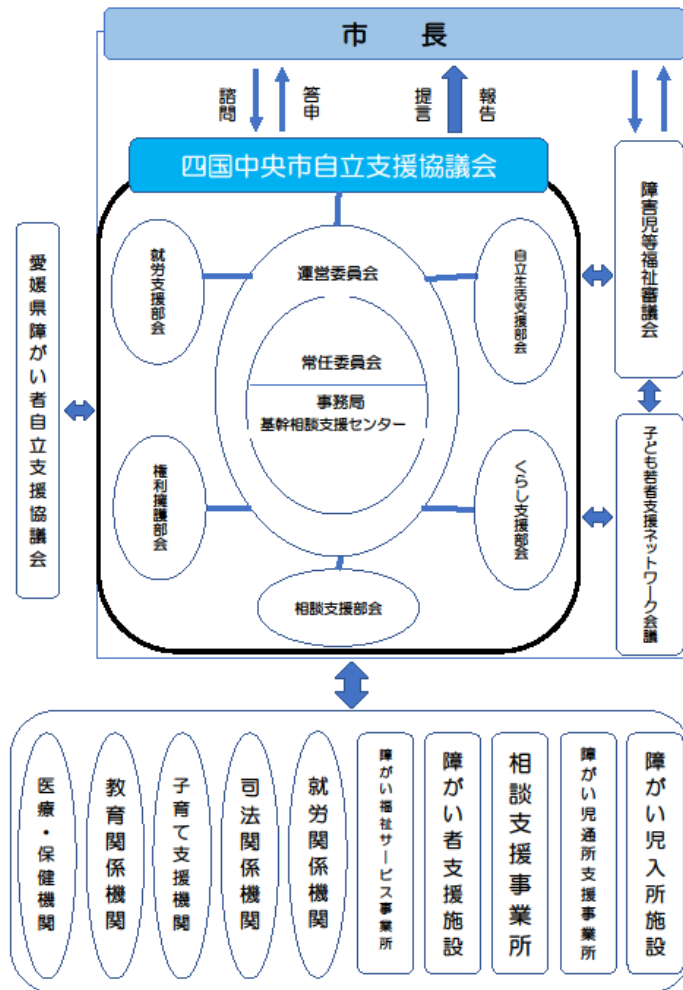 市　長
諮問
答申
提言
報告
四国中央市自立支援協議会
愛媛県障がい者自立支援協議会
就労支援部会
運営委員会
自立生活支援部会
障害児等福祉審議会
常任委員会
事務局
基幹相談支援センター
権利擁護部会
くらし支援部会
子ども若者支援ネットワーク会議
相談支援部会
医療・保健機関
教育関係機関
子育て支援機関
司法関係機関
就労関係機関
障がい福祉サービス事業所
障がい者支援施設
相談支援事業所
障がい児通所支援事業所
障がい児入所施設